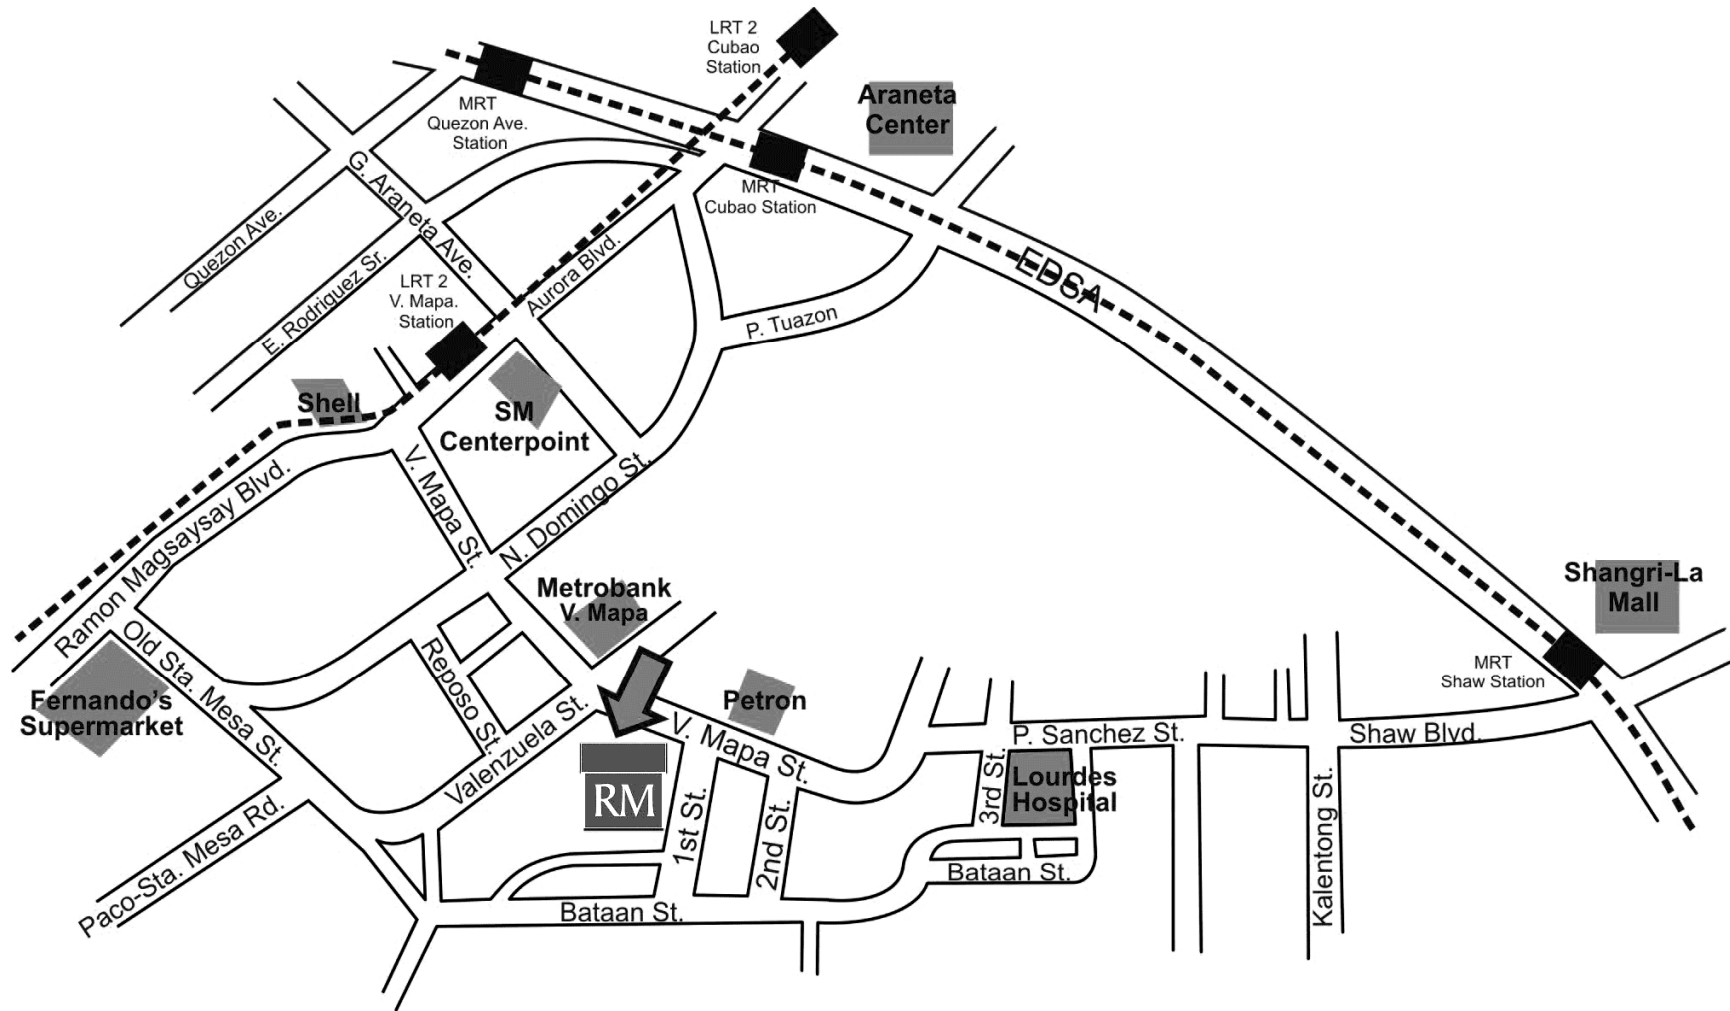 LRT 2
Cubao
Station
Araneta
Center
MRT
Quezon Ave.
Station
MRT
Cubao Station
G. Araneta Ave.
Quezon Ave.
E. Rodriquez Sr.
LRT 2
V. Mapa.
Station
Aurora Blvd.
P. Tuazon
EDSA
Shell
SM
Centerpoint
V. Mapa St.
N. Domingo St.
Ramon Magsaysay Blvd.
Metrobank
V. Mapa
Shangri-La
Mall
MRT
Shaw Station
Old Sta. Mesa St.
Fernando's
Supermarket
Reposo St.
Valenzuela St.
Petron
V. Mapa St.
P. Sanchez St.
Shaw Blvd.
RM
1st St.
2nd St.
3rd St.
Lourdes
Hospital
Kalentong St.
Paco-Sta. Mesa Rd.
Bataan St.
Bataan St.